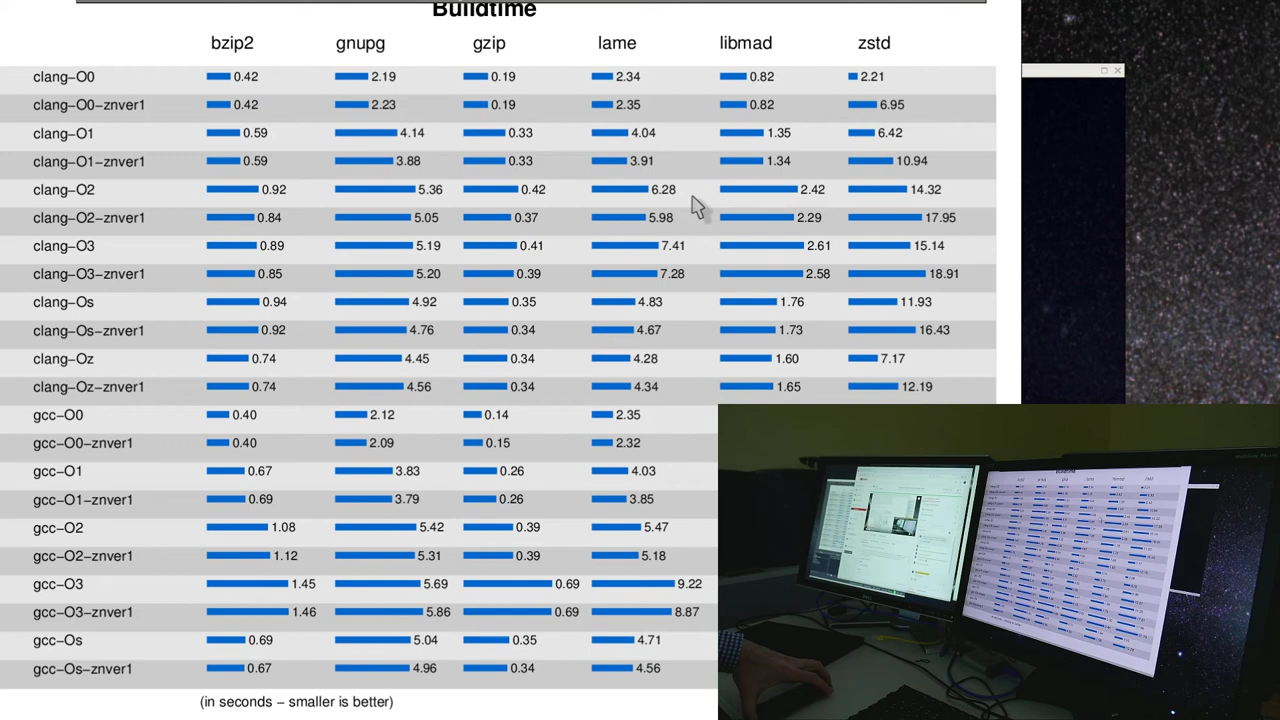 Buildtime
bzip2 gnupg gzip lame libmad zstd
clang−O0 0.42 2.19 0.19 2.34 0.82 2.21
clang−O0−znver1 0.42 2.23 0.19 2.35 0.82 6.95
clang−O1 0.59 4.14 0.33 4.04 1.35 6.42
clang−O1−znver1 0.59 3.88 0.33 3.91 1.34 10.94
clang−O2 0.92 5.36 0.42 6.28 2.42 14.32
clang−O2−znver1 0.84 5.05 0.37 5.98 2.29 17.95
clang−O3 0.89 5.19 0.41 7.41 2.61 15.14
clang−O3−znver1 0.85 5.20 0.39 7.28 2.58 18.91
clang−Os 0.94 4.92 0.35 4.83 1.76 11.93
clang−Os−znver1 0.92 4.76 0.34 4.67 1.73 16.43
clang−Oz 0.74 4.45 0.34 4.28 1.60 7.17
clang−Oz−znver1 0.74 4.56 0.34 4.34 1.65 12.19
gcc−O0 0.40 2.12 0.14 2.35
gcc−O0−znver1 0.40 2.09 0.15 2.32
gcc−O1 0.67 3.83 0.26 4.03
gcc−O1−znver1 0.69 3.79 0.26 3.85
gcc−O2 1.08 5.42 0.39 5.47
gcc−O2−znver1 1.12 5.31 0.39 5.18
gcc−O3 1.45 5.69 0.69 9.22
gcc−O3−znver1 1.46 5.86 0.69 8.87
gcc−Os 0.69 5.04 0.35 4.71
gcc−Os−znver1 0.67 4.96 0.34 4.56
(in seconds − smaller is better)